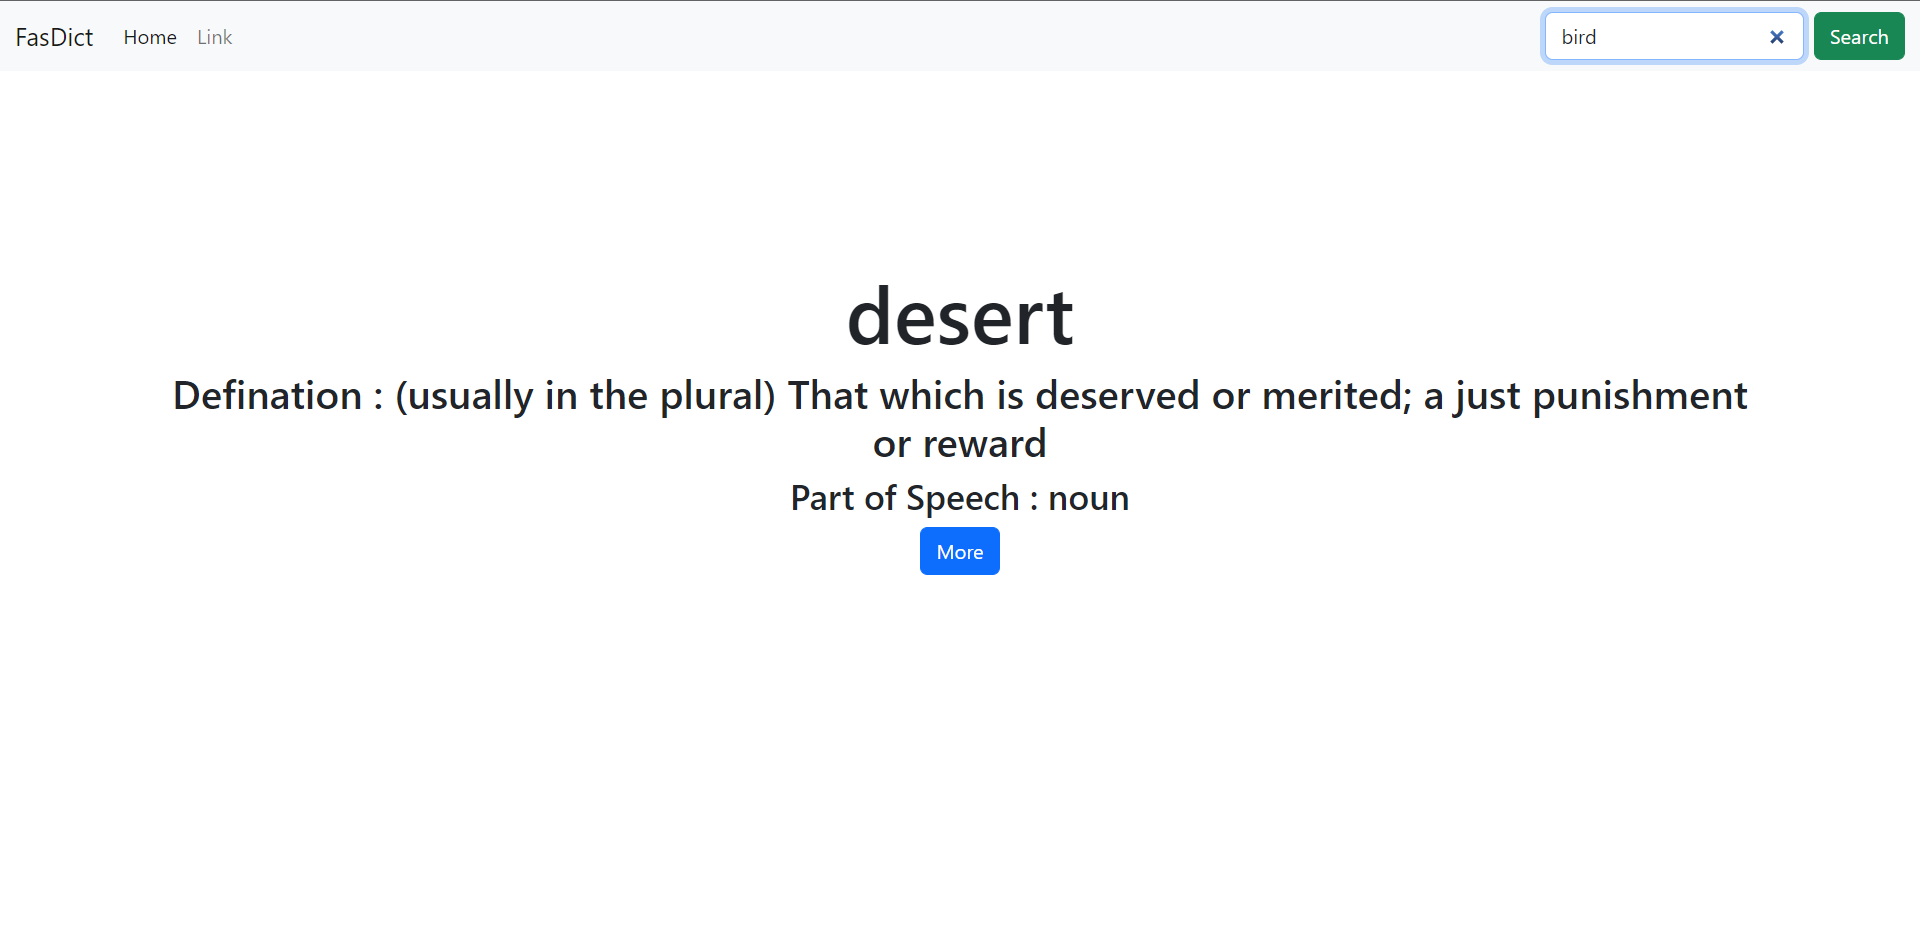 FasDict Home Link bird Search
desert
Defination : (usually in the plural) That which is deserved or merited; a just punishment
or reward
Part of Speech : noun
More